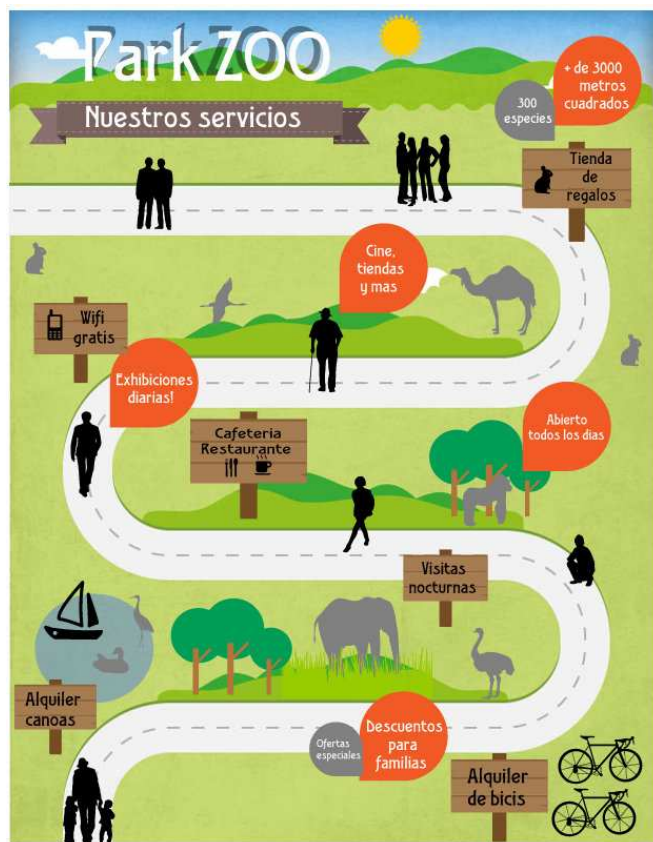 Park ZOO
Nuestros servicios
+ de 3000
metros
cuadrados
300
especies
Tienda
de
regalos
Cine,
tiendas
y mas
Wifi
gratis
Exhibiciones
diarias!
Abierto
todos los dias
Cafeteria
Restaurante
Visitas
nocturnas
Alquiler
canoas
Ofertas
especiales
Descuentos
para
familias
Alquiler
de bicis